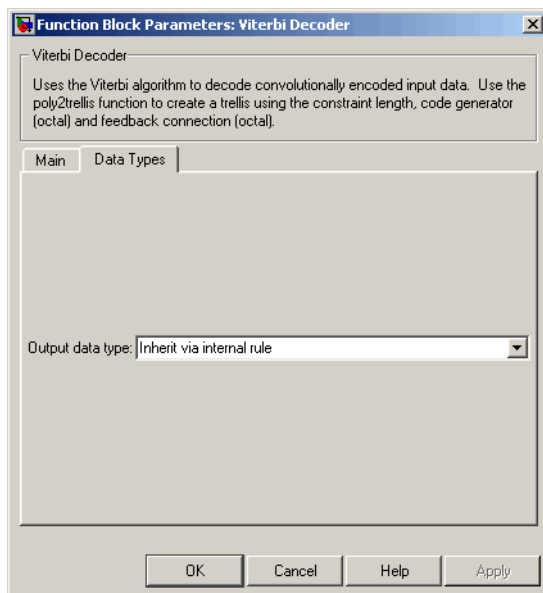 Function Block Parameters: Viterbi Decoder
Viterbi Decoder
Uses the Viterbi algorithm to decode convolutionally encoded input data. Use the
poly2trellis function to create a trellis using the constraint length, code generator
(octal) and feedback connection (octal).
Main Data Types
Output data type: Inherit via internal rule
OK Cancel Help Apply